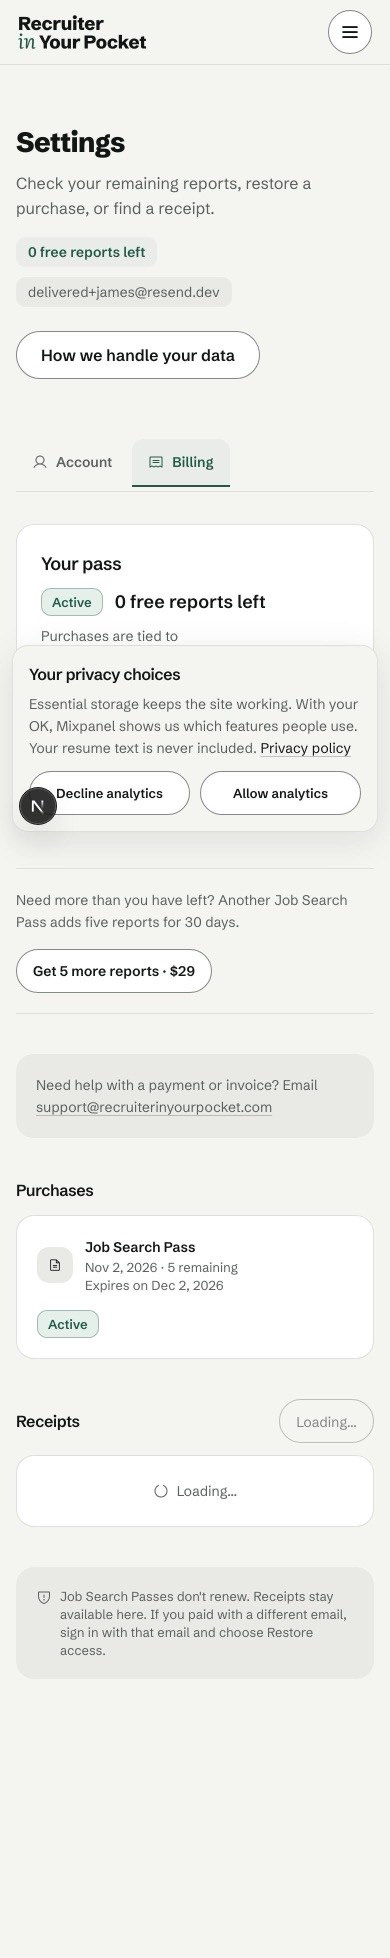 Recruiter
in Your Pocket
Settings
Check your remaining reports, restore a
purchase, or find a receipt.
0 free reports left
delivered+james@resend.dev
How we handle your data
Account
Billing
Your pass
Active
0 free reports left
Purchases are tied to
Your privacy choices
Essential storage keeps the site working. With your
OK, Mixpanel shows us which features people use.
Your resume text is never included. Privacy policy
N
Decline analytics
Allow analytics
Need more than you have left? Another Job Search
Pass adds five reports for 30 days.
Get 5 more reports · $29
Need help with a payment or invoice? Email
support@recruiterinyourpocket.com
Purchases
Job Search Pass
Nov 2, 2026 · 5 remaining
Expires on Dec 2, 2026
Active
Receipts
Loading...
Loading...
Job Search Passes don't renew. Receipts stay
available here. If you paid with a different email,
sign in with that email and choose Restore
access.